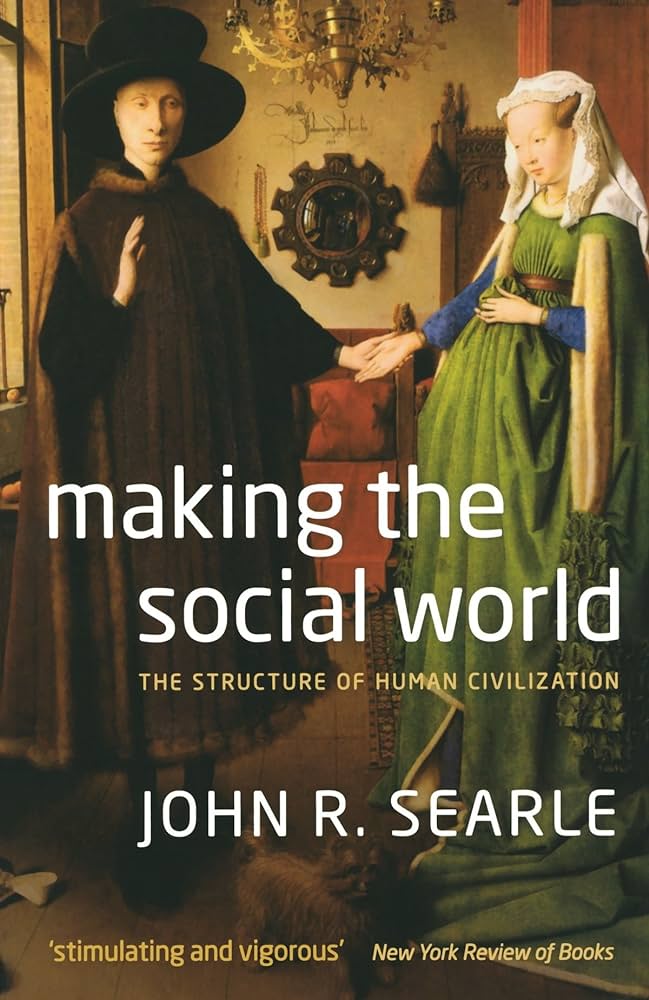 making the
social world
THE STRUCTURE OF HUMAN CIVILIZATION
JOHN R. SEARLE
‘stimulating and vigorous’ New York Review of Books